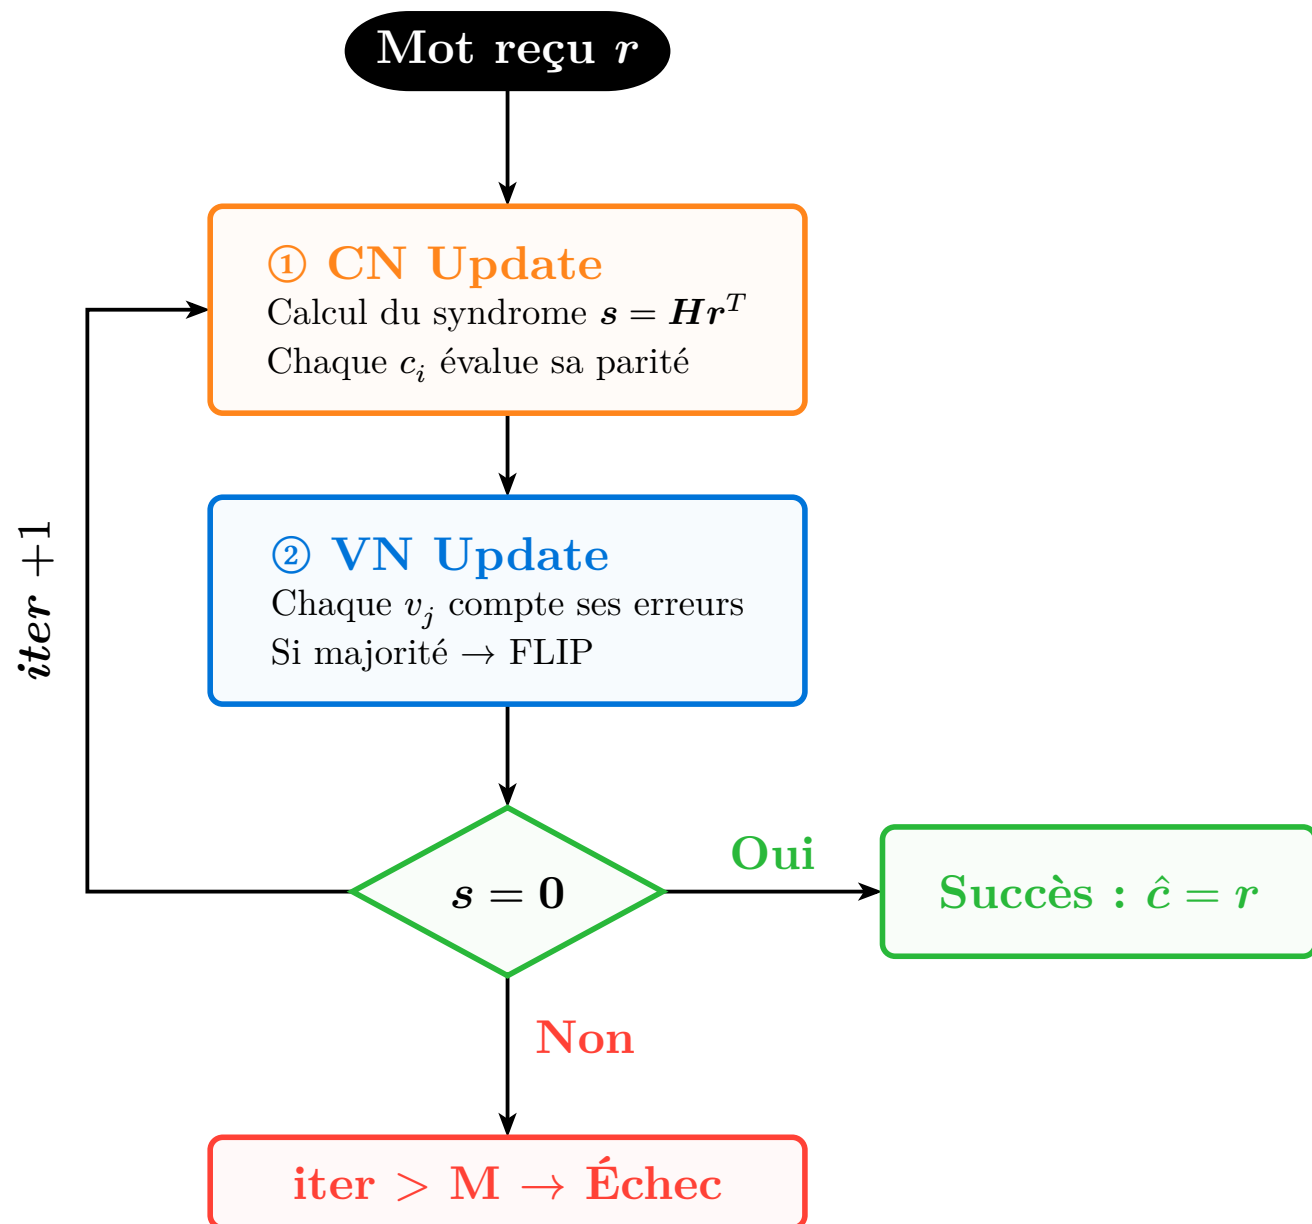 Mot reçu r
① CN Update
Calcul du syndrome s = Hr^T
Chaque c_i évalue sa parité
② VN Update
Chaque v_j compte ses erreurs
Si majorité → FLIP
iter +1
s = 0
Oui
Succès : ĉ = r
Non
iter > M → Échec